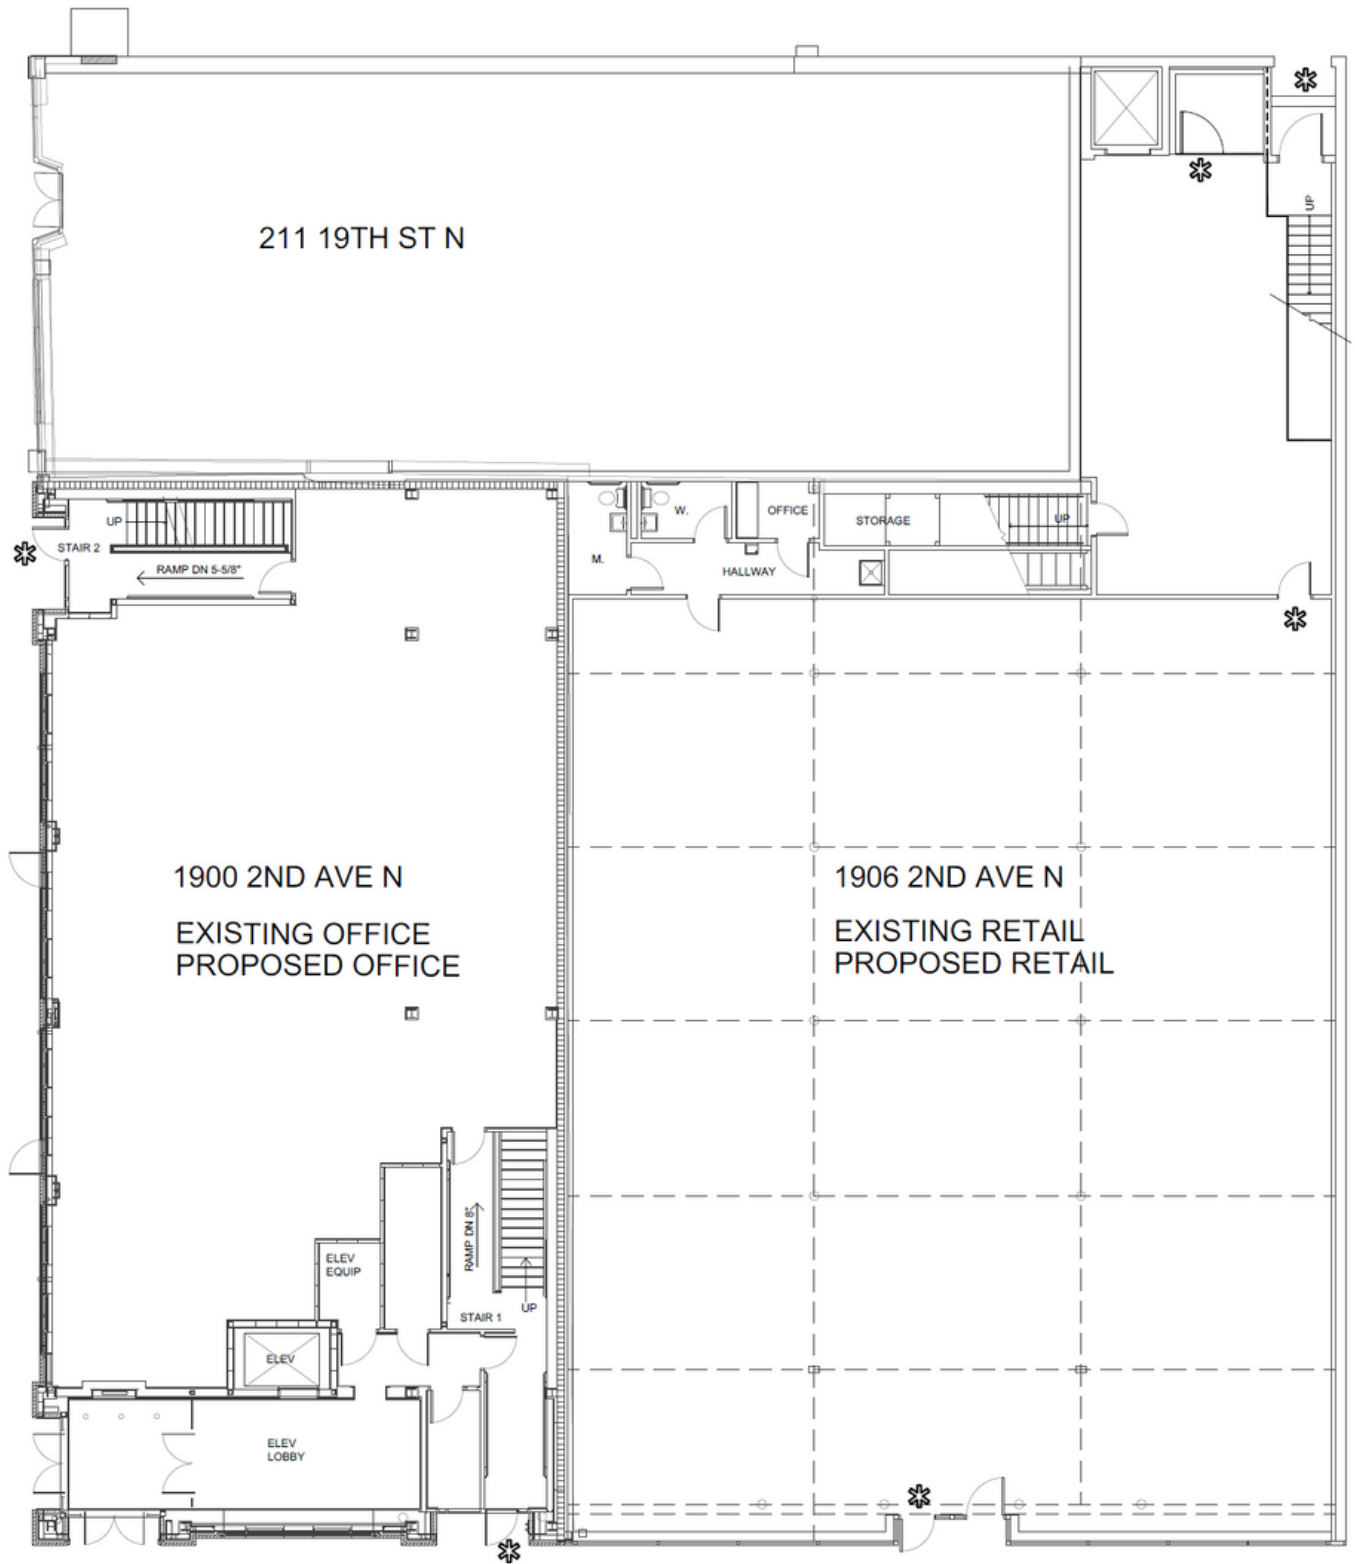 UP
211 19TH ST N
UP
STAIR 2
RAMP DN 5-5/8"
W.
OFFICE
STORAGE
UP
M.
HALLWAY
1900 2ND AVE N
EXISTING OFFICE
PROPOSED OFFICE
1906 2ND AVE N
EXISTING RETAIL
PROPOSED RETAIL
RAMP DN 8"
ELEV
EQUIP
UP
STAIR 1
ELEV
ELEV
LOBBY